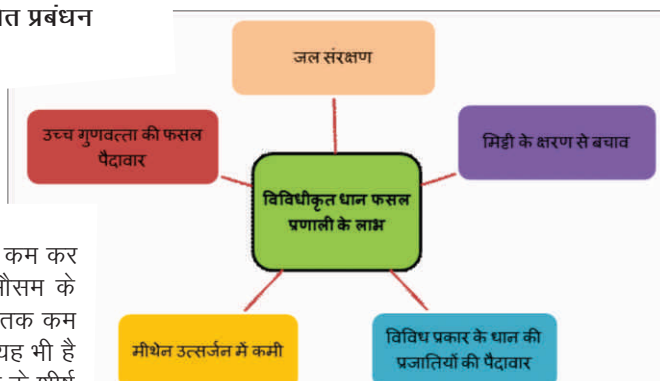 प्रबंधन
जल संरक्षण
उच्च गुणवत्ता की फसल
पैदावार
मिट्टी के क्षरण से बचाव
विविधीकृत धान फसल
प्रणाली के लाभ
कम कर
के
तक कम
यह भी है
मीथेन उत्सर्जन में कमी
विविध प्रकार के धान की
प्रजातियों की पैदावार